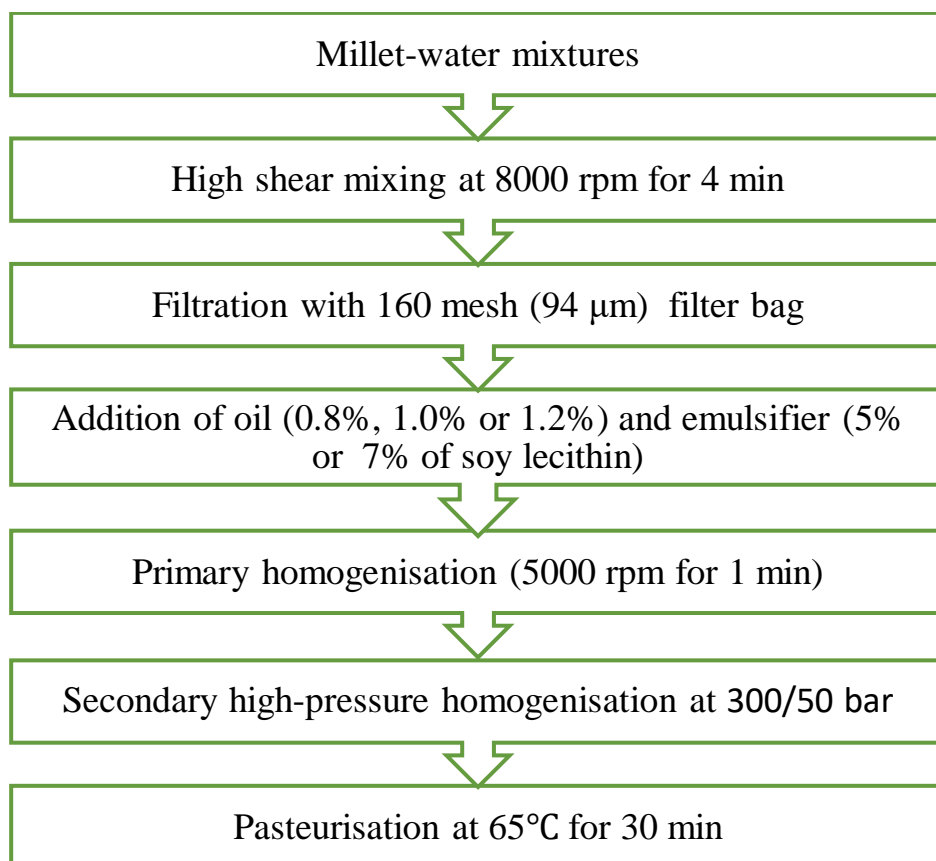 Millet-water mixtures
High shear mixing at 8000 rpm for 4 min
Filtration with 160 mesh (94 μm)  filter bag
Addition of oil (0.8%, 1.0% or 1.2%) and emulsifier (5%
or  7% of soy lecithin)
Primary homogenisation (5000 rpm for 1 min)
Secondary high-pressure homogenisation at 300/50 bar
Pasteurisation at 65℃ for 30 min